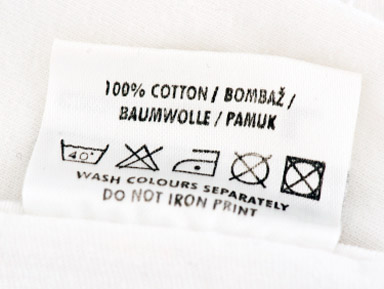 100% COTTON / BOMBAŽ /
BAUMWOLLE / PAMUK
40°
WASH COLOURS SEPARATELY
DO NOT IRON PRINT